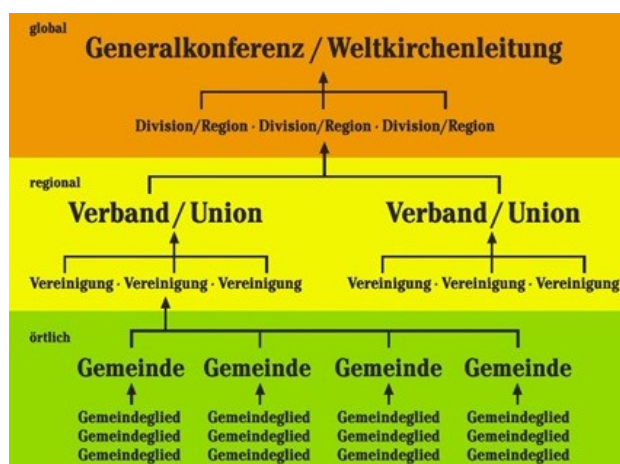 global
Generalkonferenz / Weltkirchenleitung
Division/Region · Division/Region · Division/Region
regional
Verband / Union Verband / Union
Vereinigung · Vereinigung · Vereinigung Vereinigung · Vereinigung · Vereinigung
örtlich
Gemeinde Gemeinde Gemeinde Gemeinde
Gemeindeglied Gemeindeglied Gemeindeglied Gemeindeglied
Gemeindeglied Gemeindeglied Gemeindeglied Gemeindeglied
Gemeindeglied Gemeindeglied Gemeindeglied Gemeindeglied